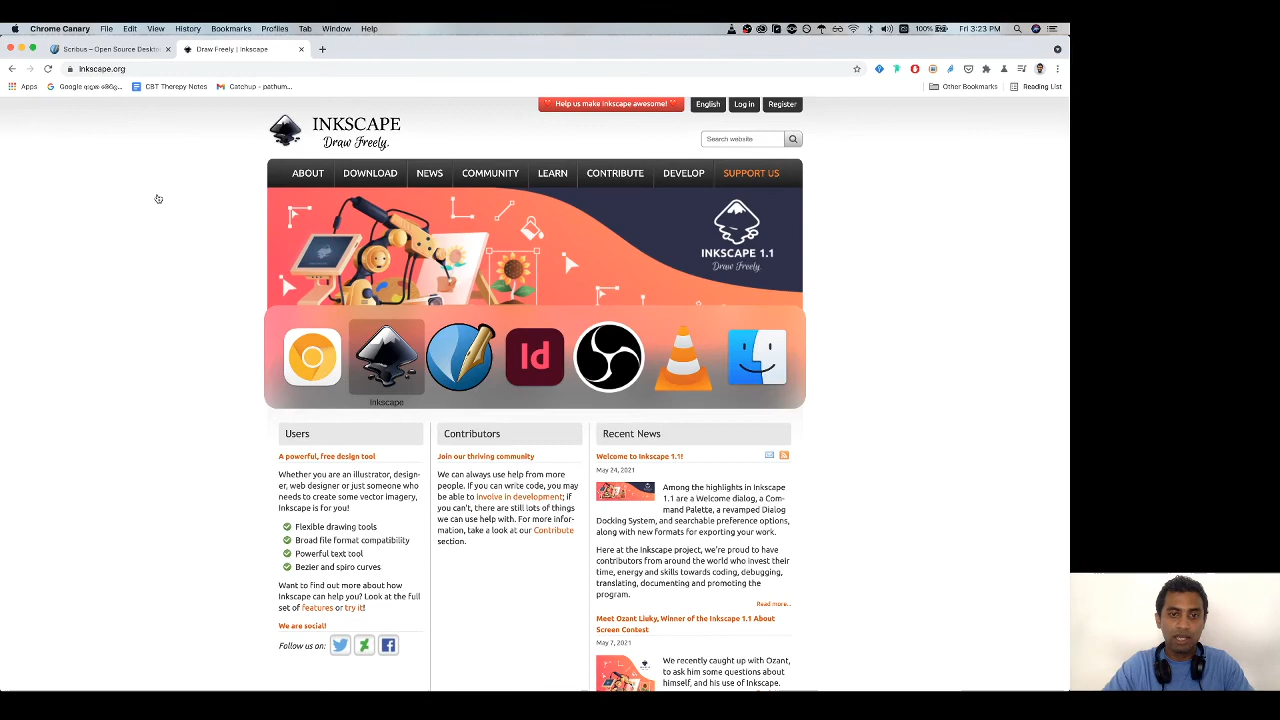 Chrome Canary File Edit View History Bookmarks Profiles Tab Window Help 100% Fri 3:23 PM
Scribus – Open Source Deskto Draw Freely | Inkscape
inkscape.org
Apps Google CBT Therepy Notes Catchup - pathum... Other Bookmarks Reading List
Help us make Inkscape awesome! English Log in Register
INKSCAPE
Draw Freely.
Search website
ABOUT DOWNLOAD NEWS COMMUNITY LEARN CONTRIBUTE DEVELOP SUPPORT US
INKSCAPE 1.1
Draw Freely.
Id
Inkscape
Users
A powerful, free design tool
Whether you are an illustrator, design-
er, web designer or just someone who
needs to create some vector imagery,
Inkscape is for you!
Flexible drawing tools
Broad file format compatibility
Powerful text tool
Bezier and spiro curves
Want to find out more about how
Inkscape can help you? Look at the full
set of features or try it!
We are social!
Follow us on:
Contributors
Join our thriving community
We can always use help from more
people. If you can write code, you may
be able to involve in development; if
you can't, there are still lots of things
we can use help with. For more infor-
mation, take a look at our Contribute
section.
Recent News
Welcome to Inkscape 1.1!
May 24, 2021
Among the highlights in Inkscape
1.1 are a Welcome dialog, a Com-
mand Palette, a revamped Dialog
Docking System, and searchable preference options,
along with new formats for exporting your work.
Here at the Inkscape project, we're proud to have
contributors from around the world who invest their
time, energy and skills towards coding, debugging,
translating, documenting and promoting the
program.
Read more...
Meet Ozant Liuky, Winner of the Inkscape 1.1 About
Screen Contest
May 7, 2021
We recently caught up with Ozant,
to ask him some questions about
himself, and his use of Inkscape.